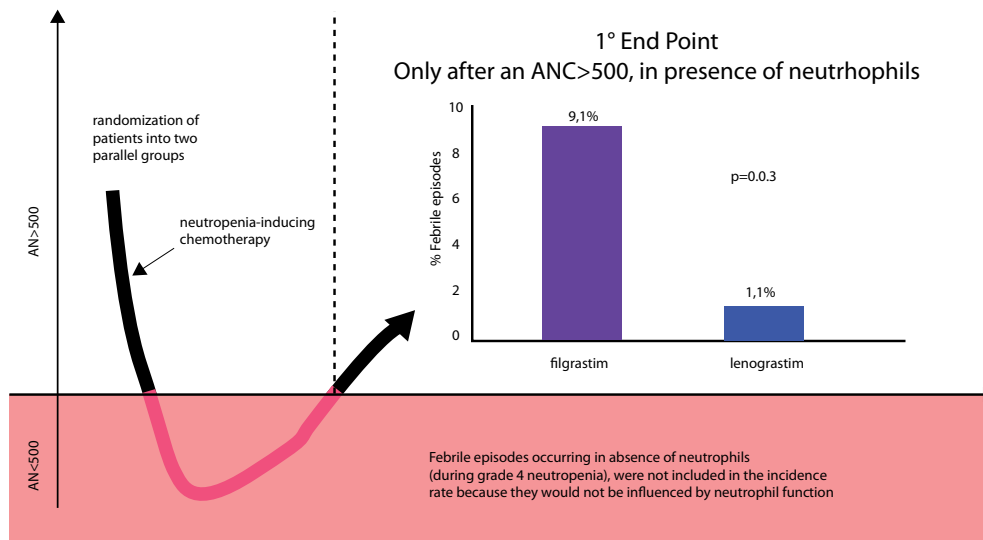 1° End Point
Only after an ANC>500, in presence of neutrhophils
randomization of
patients into two
parallel groups
neutropenia-inducing
chemotherapy
AN>500
AN<500
% Febrile episodes
10
8
6
4
2
0
9,1%
p=0.0.3
1,1%
filgrastim
lenograstim
Febrile episodes occurring in absence of neutrophils
(during grade 4 neutropenia), were not included in the incidence
rate because they would not be influenced by neutrophil function